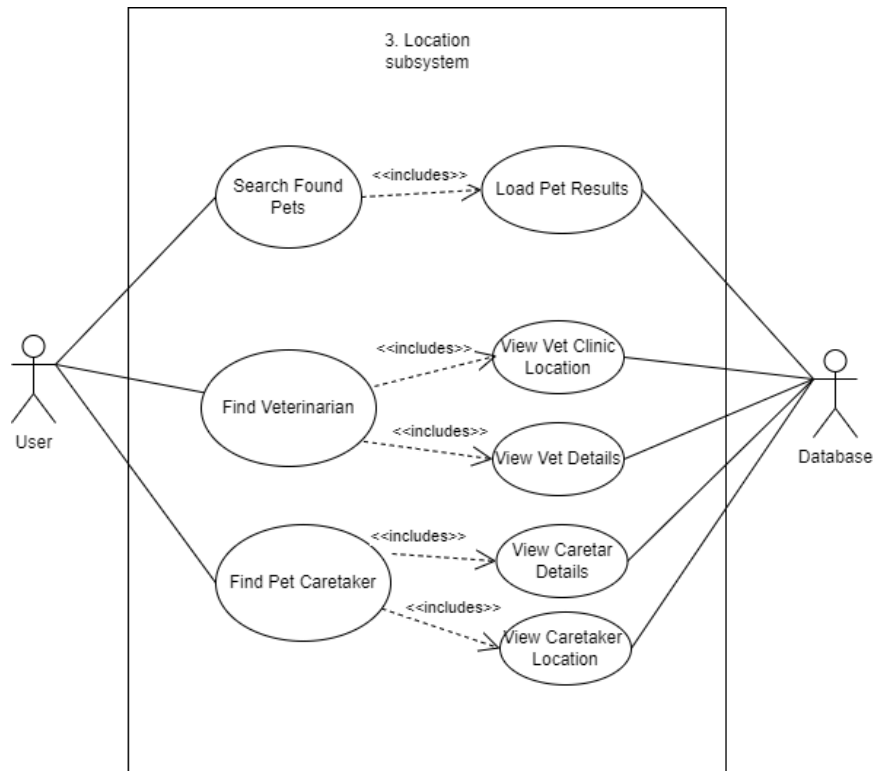 3. Location
subsystem
Search Found
Pets
<<includes>>
Load Pet Results
<<includes>>
View Vet Clinic
Location
Find Veterinarian
<<includes>>
View Vet Details
User
Database
<<includes>>
View Caretar
Details
Find Pet Caretaker
<<includes>>
View Caretaker
Location